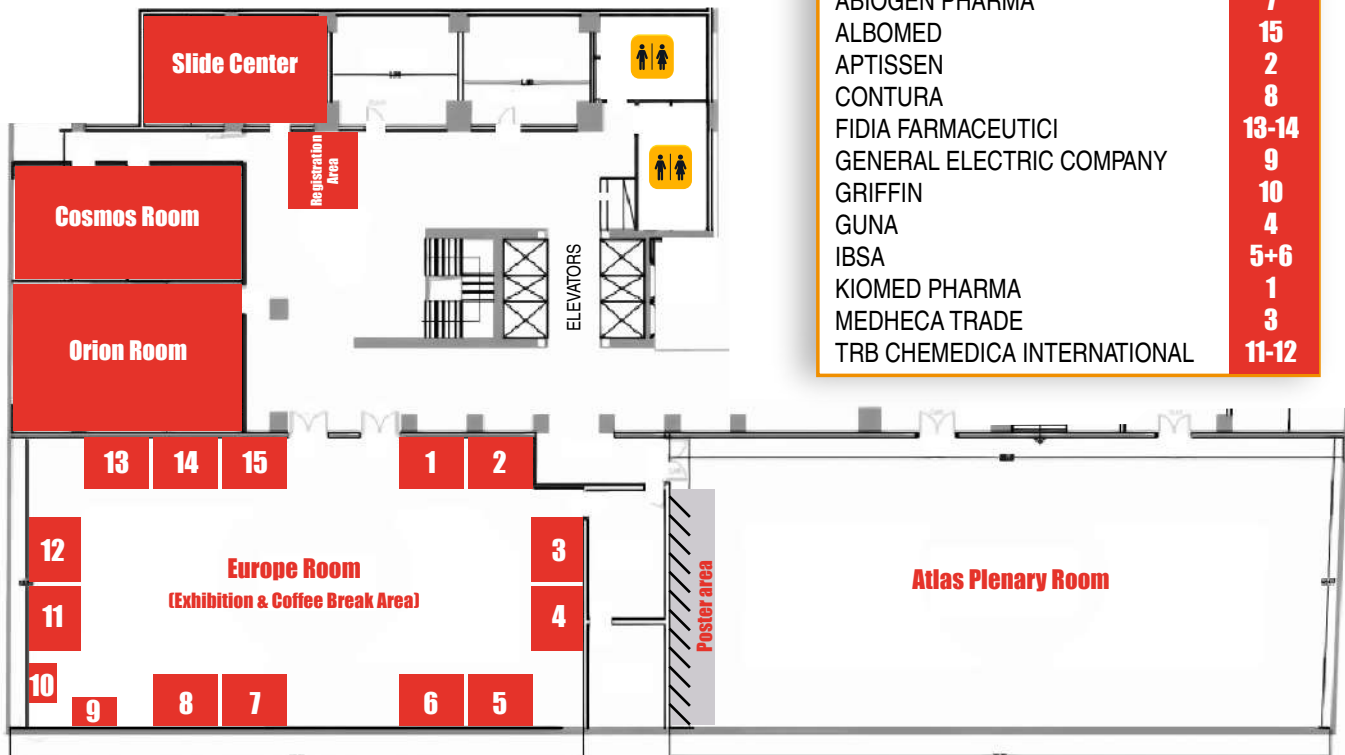 ABIOGEN PHARMA 7
ALBOMED 15
APTISSEN 2
CONTURA 8
FIDIA FARMACEUTICI 13-14
GENERAL ELECTRIC COMPANY 9
GRIFFIN 10
GUNA 4
IBSA 5+6
KIOMED PHARMA 1
MEDHECA TRADE 3
TRB CHEMEDICA INTERNATIONAL 11-12
Slide Center
Registration
Area
Cosmos Room
Orion Room
ELEVATORS
13 14 15 1 2
12
11
10
9
8 7 6 5
3
4
Europe Room
(Exhibition & Coffee Break Area)
Poster area
Atlas Plenary Room